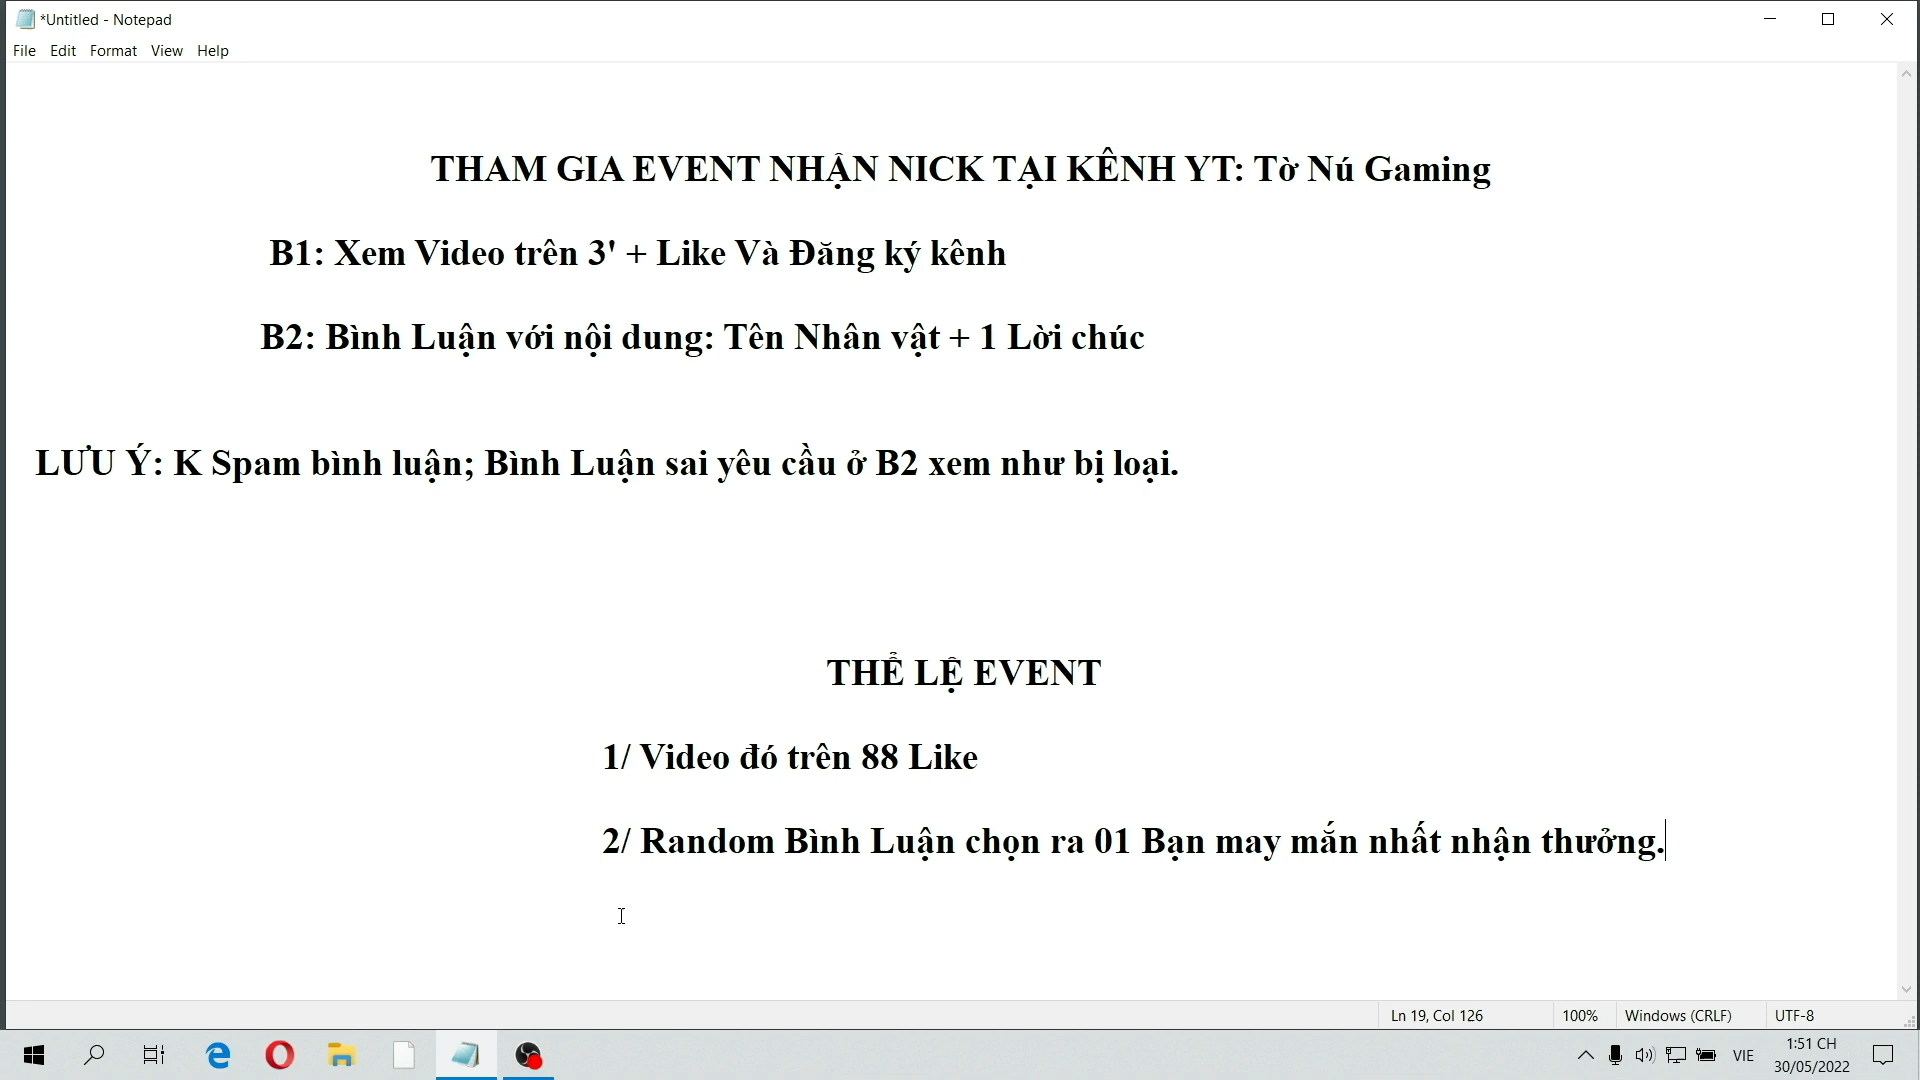 *Untitled - Notepad
File Edit Format View Help
THAM GIA EVENT NHẬN NICK TẠI KÊNH YT: Tờ Nú Gaming
B1: Xem Video trên 3' + Like Và Đăng ký kênh
B2: Bình Luận với nội dung: Tên Nhân vật + 1 Lời chúc
LƯU Ý: K Spam bình luận; Bình Luận sai yêu cầu ở B2 xem như bị loại.
THỂ LỆ EVENT
1/ Video đó trên 88 Like
2/ Random Bình Luận chọn ra 01 Bạn may mắn nhất nhận thưởng.
Ln 19, Col 126 100% Windows (CRLF) UTF-8
VIE
1:51 CH
30/05/2022